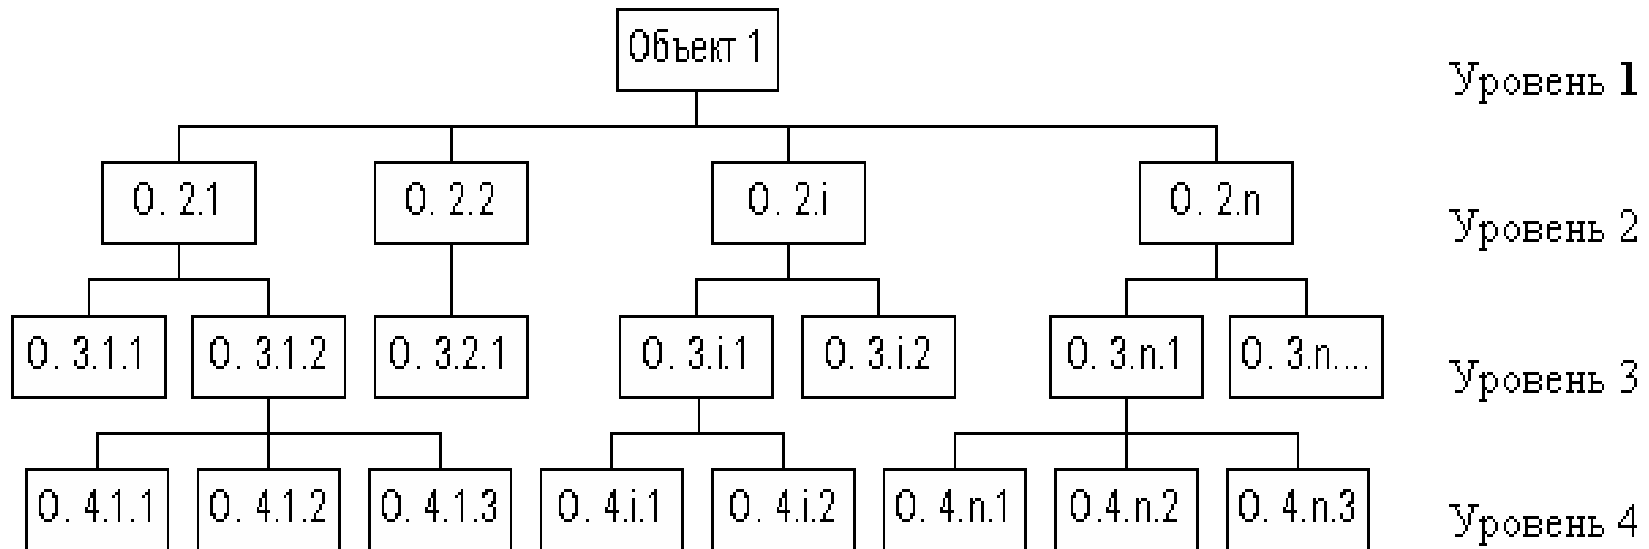 Объект 1
Уровень 1
О. 2.1
О. 2.2
О. 2.i
О. 2.n
Уровень 2
О. 3.1.1
О. 3.1.2
О. 3.2.1
О. 3.i.1
О. 3.i.2
О. 3.n.1
О. 3.n....
Уровень 3
О. 4.1.1
О. 4.1.2
О. 4.1.3
О. 4.i.1
О. 4.i.2
О. 4.n.1
О.4.n.2
О. 4.n.3
Уровень 4